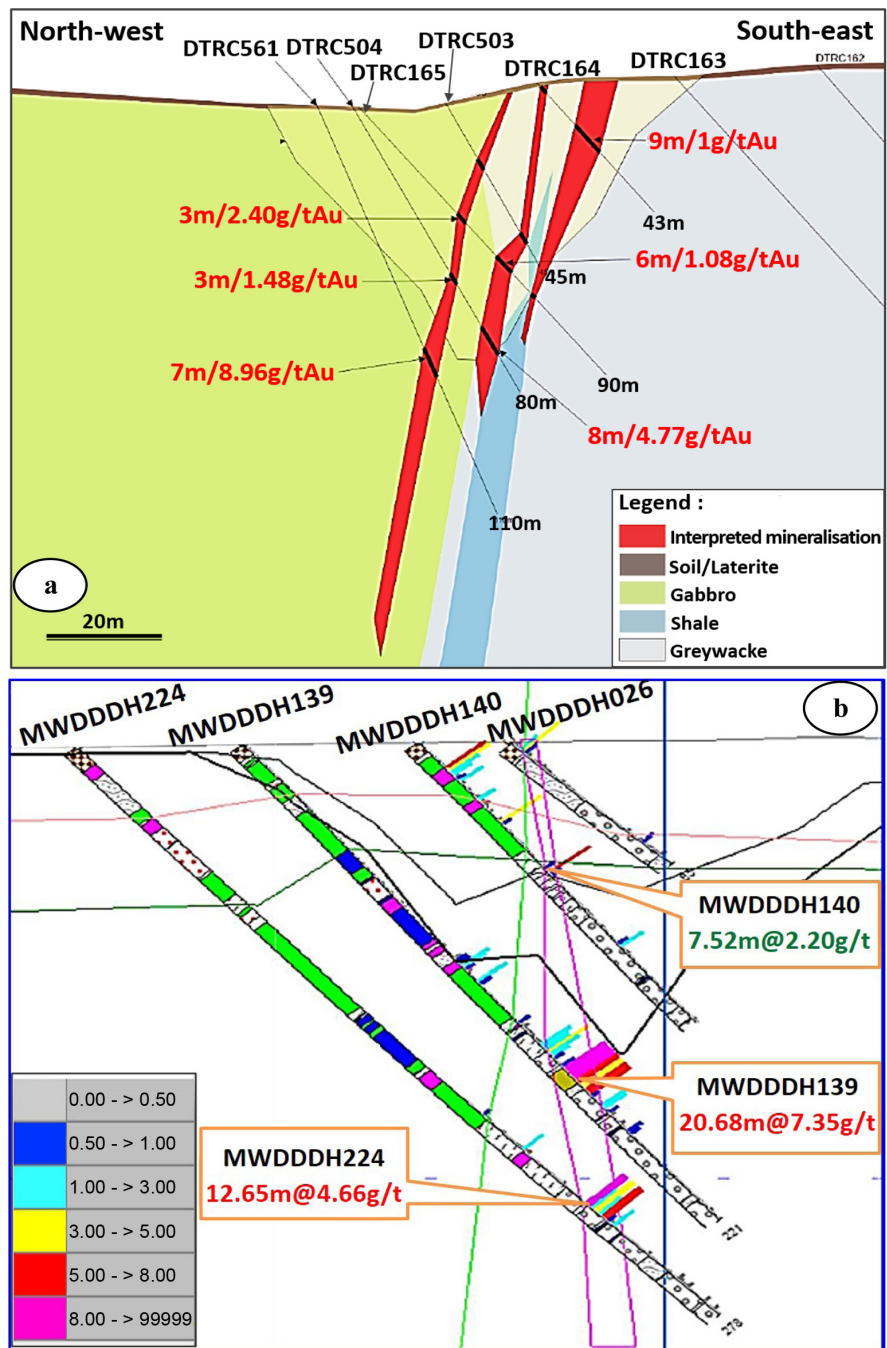 North-west
South-east
DTRC561
DTRC504
DTRC165
DTRC503
DTRC164
DTRC163
DTRC162
9m/1g/tAu
3m/2.40g/tAu
43m
6m/1.08g/tAu
45m
3m/1.48g/tAu
7m/8.96g/tAu
90m
80m
8m/4.77g/tAu
110m
Legend :
Interpreted mineralisation
Soil/Laterite
Gabbro
Shale
Greywacke
a
20m
b
MWDDDH224
MWDDDH139
MWDDDH140
MWDDDH026
MWDDDH140
7.52m@2.20g/t
MWDDDH139
20.68m@7.35g/t
MWDDDH224
12.65m@4.66g/t
0.00 - > 0.50
0.50 - > 1.00
1.00 - > 3.00
3.00 - > 5.00
5.00 - > 8.00
8.00 - > 99999